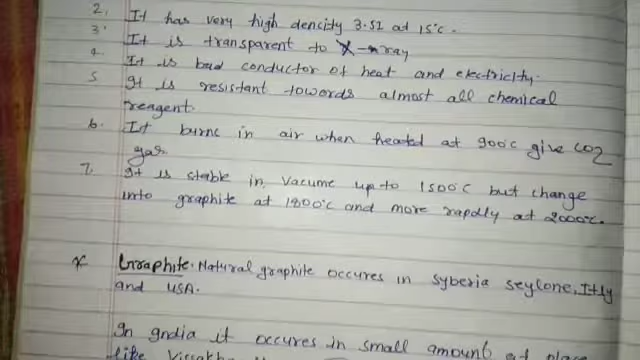 2. It has very high dencity 3.51 at 15°c.
3. It is transparent to X-ray
4. It is bad conductor of heat and electricity.
5. It is resistant towords almost all chemical
reagent.
6. It burns in air when heated at 900°c give CO2
gas
7. It is stable in vacume up to 1500°c but change
into graphite at 1800°c and more rapdly at 2000°c.
* Graphite. Natural graphite occures in syberia seylone, Itly
and USA.
In India it occures in small amount at place
like